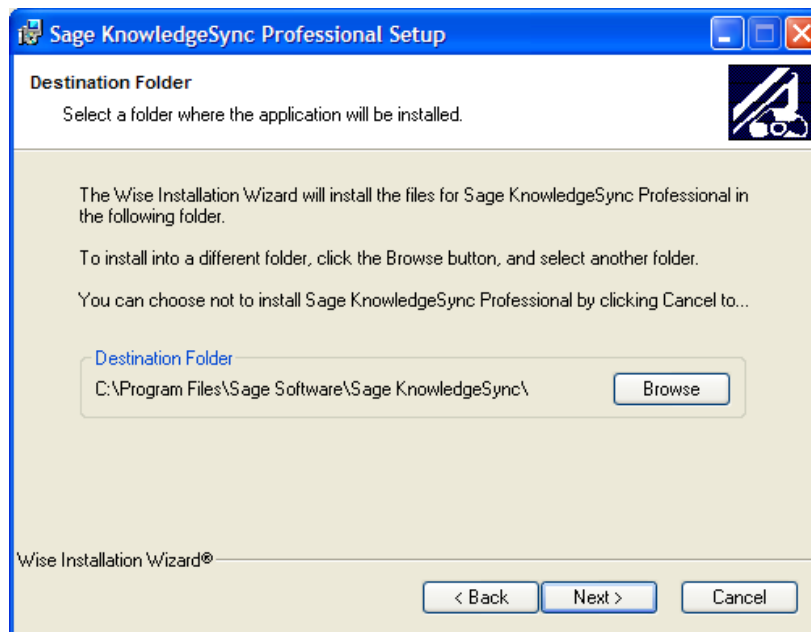 Sage KnowledgeSync Professional Setup
Destination Folder
Select a folder where the application will be installed.
The Wise Installation Wizard will install the files for Sage KnowledgeSync Professional in
the following folder.
To install into a different folder, click the Browse button, and select another folder.
You can choose not to install Sage KnowledgeSync Professional by clicking Cancel to...
Destination Folder
C:\Program Files\Sage Software\Sage KnowledgeSync\ Browse
Wise Installation Wizard®
< Back Next > Cancel